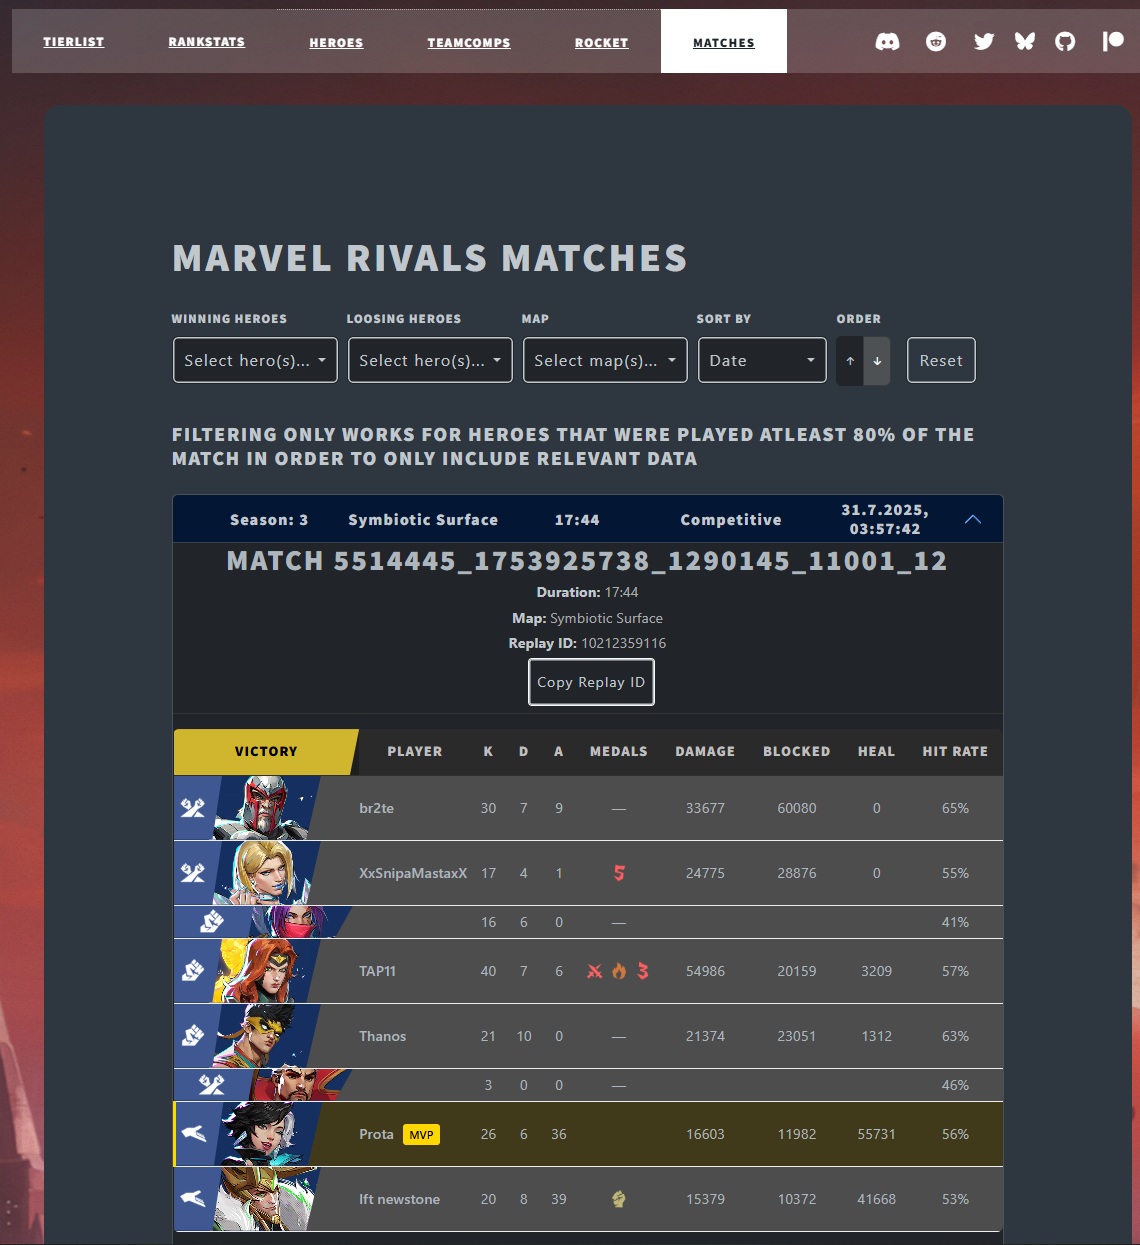 TIERLIST RANKSTATS HEROES TEAMCOMPS ROCKET MATCHES
MARVEL RIVALS MATCHES
WINNING HEROES LOOSING HEROES MAP SORT BY ORDER
Select hero(s)... Select hero(s)... Select map(s)... Date ↑ ↓ Reset
FILTERING ONLY WORKS FOR HEROES THAT WERE PLAYED ATLEAST 80% OF THE
MATCH IN ORDER TO ONLY INCLUDE RELEVANT DATA
Season: 3 Symbiotic Surface 17:44 Competitive 31.7.2025, 03:57:42
MATCH 5514445_1753925738_1290145_11001_12
Duration: 17:44
Map: Symbiotic Surface
Replay ID: 10212359116
Copy Replay ID
VICTORY PLAYER K D A MEDALS DAMAGE BLOCKED HEAL HIT RATE
br2te 30 7 9 — 33677 60080 0 65%
XxSnipaMastaxX 17 4 1 5 24775 28876 0 55%
16 6 0 — 41%
TAP11 40 7 6 3 54986 20159 3209 57%
Thanos 21 10 0 — 21374 23051 1312 63%
3 0 0 — 46%
Prota MVP 26 6 36 16603 11982 55731 56%
lft newstone 20 8 39 15379 10372 41668 53%